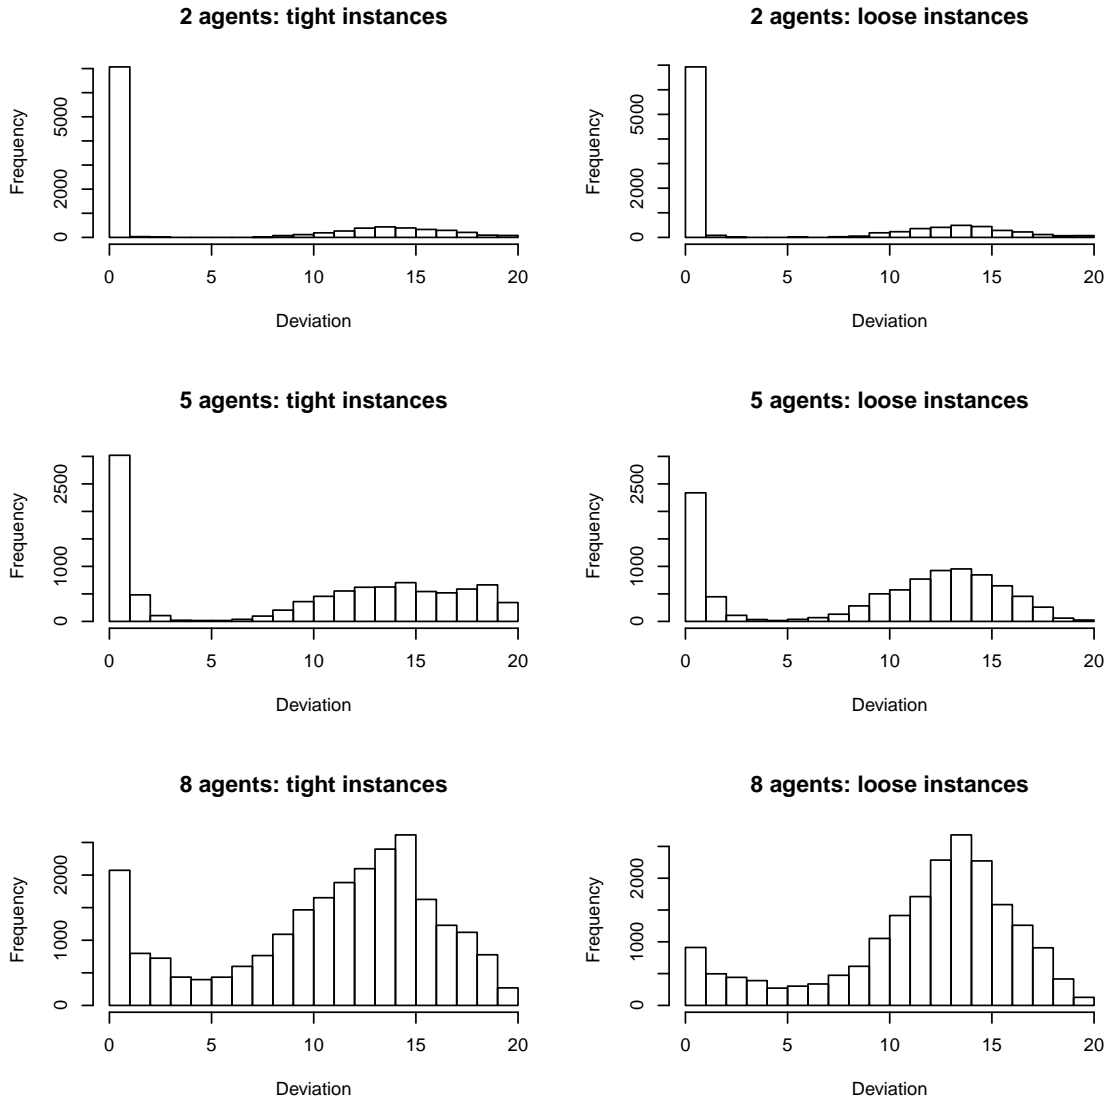 2 agents: tight instances
Frequency
0 2000 5000
0 5 10 15 20
Deviation
2 agents: loose instances
Frequency
0 2000 5000
0 5 10 15 20
Deviation
5 agents: tight instances
Frequency
0 1000 2500
0 5 10 15 20
Deviation
5 agents: loose instances
Frequency
0 1000 2500
0 5 10 15 20
Deviation
8 agents: tight instances
Frequency
0 1000 2000
0 5 10 15 20
Deviation
8 agents: loose instances
Frequency
0 1000 2000
0 5 10 15 20
Deviation